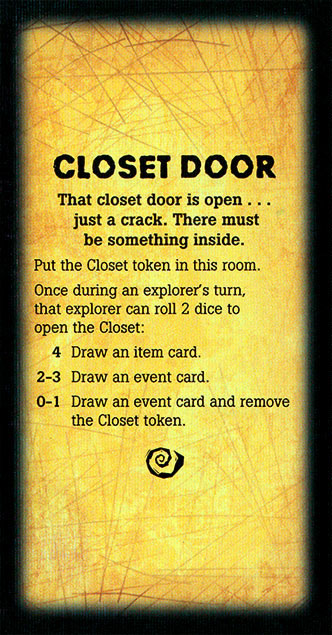 CLOSET DOOR
That closet door is open . . .
just a crack. There must
be something inside.
Put the Closet token in this room.
Once during an explorer's turn,
that explorer can roll 2 dice to
open the Closet:
4 Draw an item card.
2–3 Draw an event card.
0–1 Draw an event card and remove
the Closet token.